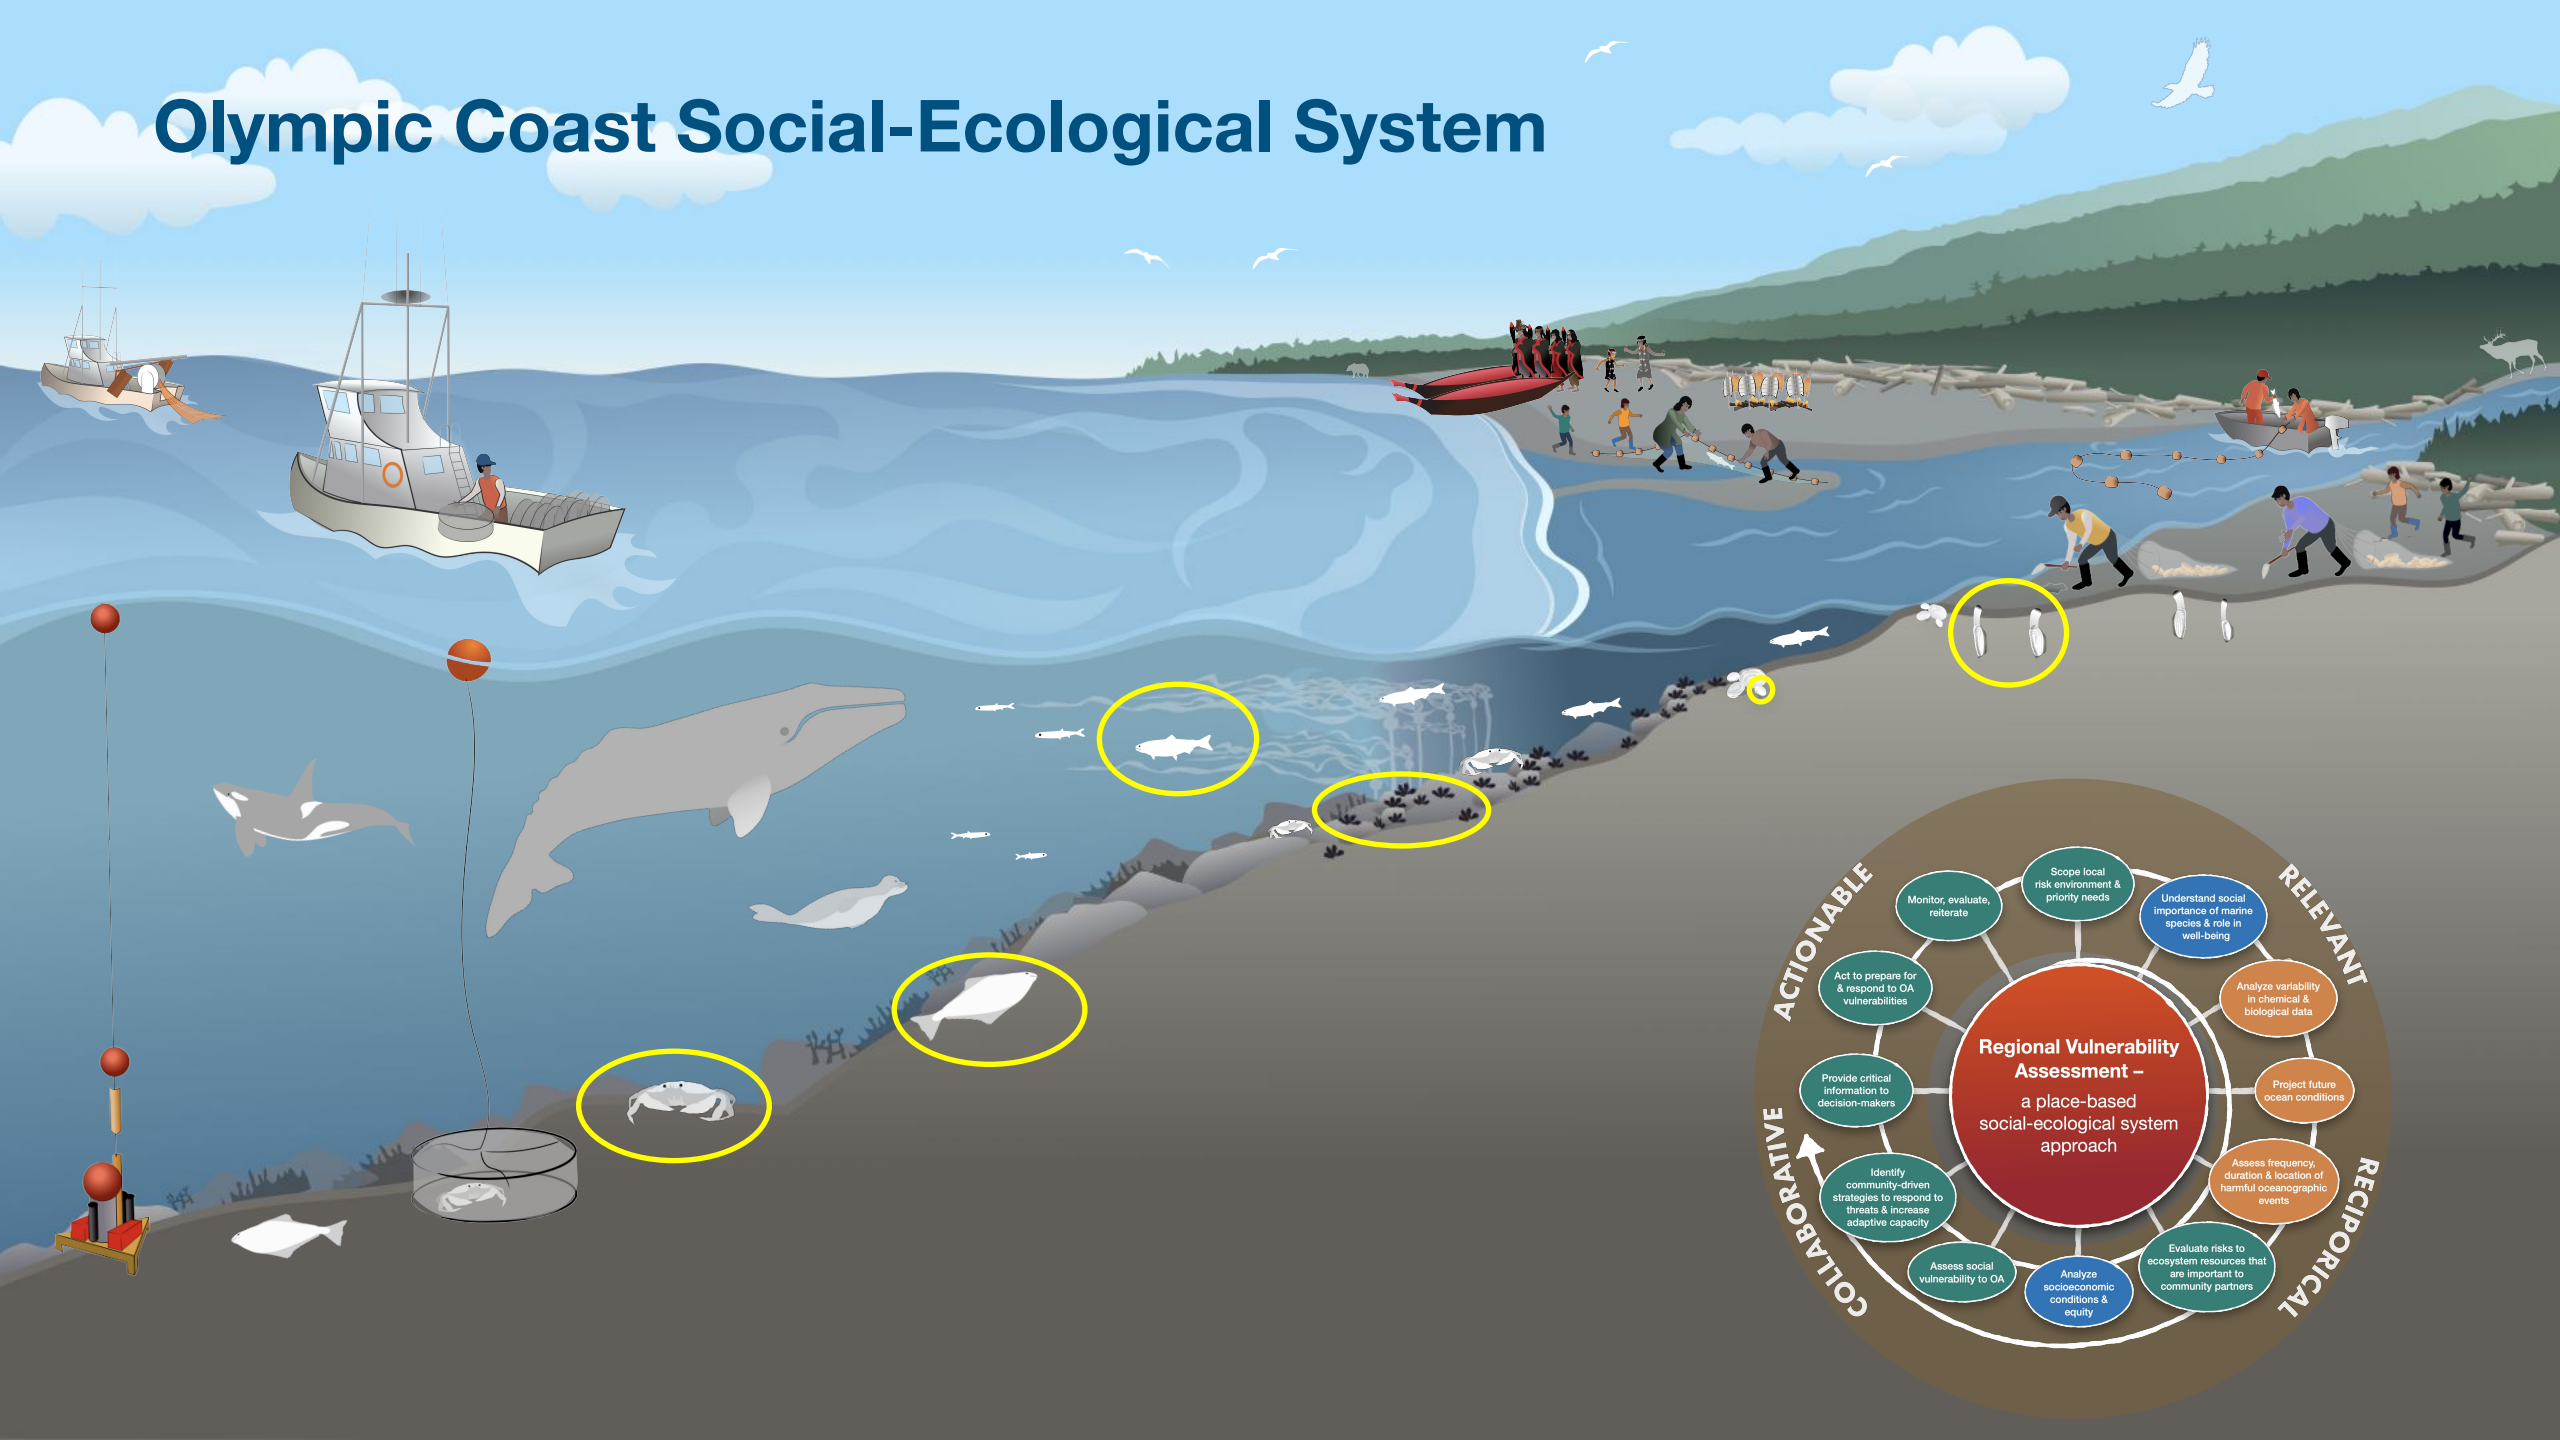 Olympic Coast Social-Ecological System
ACTIONABLE
RELEVANT
COLLABORATIVE
RECIPORICAL
Scope local
risk environment &
priority needs
Understand social
importance of marine
species & role in
well-being
Analyze variability
in chemical &
biological data
Project future
ocean conditions
Assess frequency,
duration & location of
harmful oceanographic
events
Evaluate risks to
ecosystem resources that
are important to
community partners
Analyze
socioeconomic
conditions &
equity
Assess social
vulnerability to OA
Identify
community-driven
strategies to respond to
threats & increase
adaptive capacity
Provide critical
information to
decision-makers
Act to prepare for
& respond to OA
vulnerabilities
Monitor, evaluate,
reiterate
Regional Vulnerability
Assessment –
a place-based
social-ecological system
approach